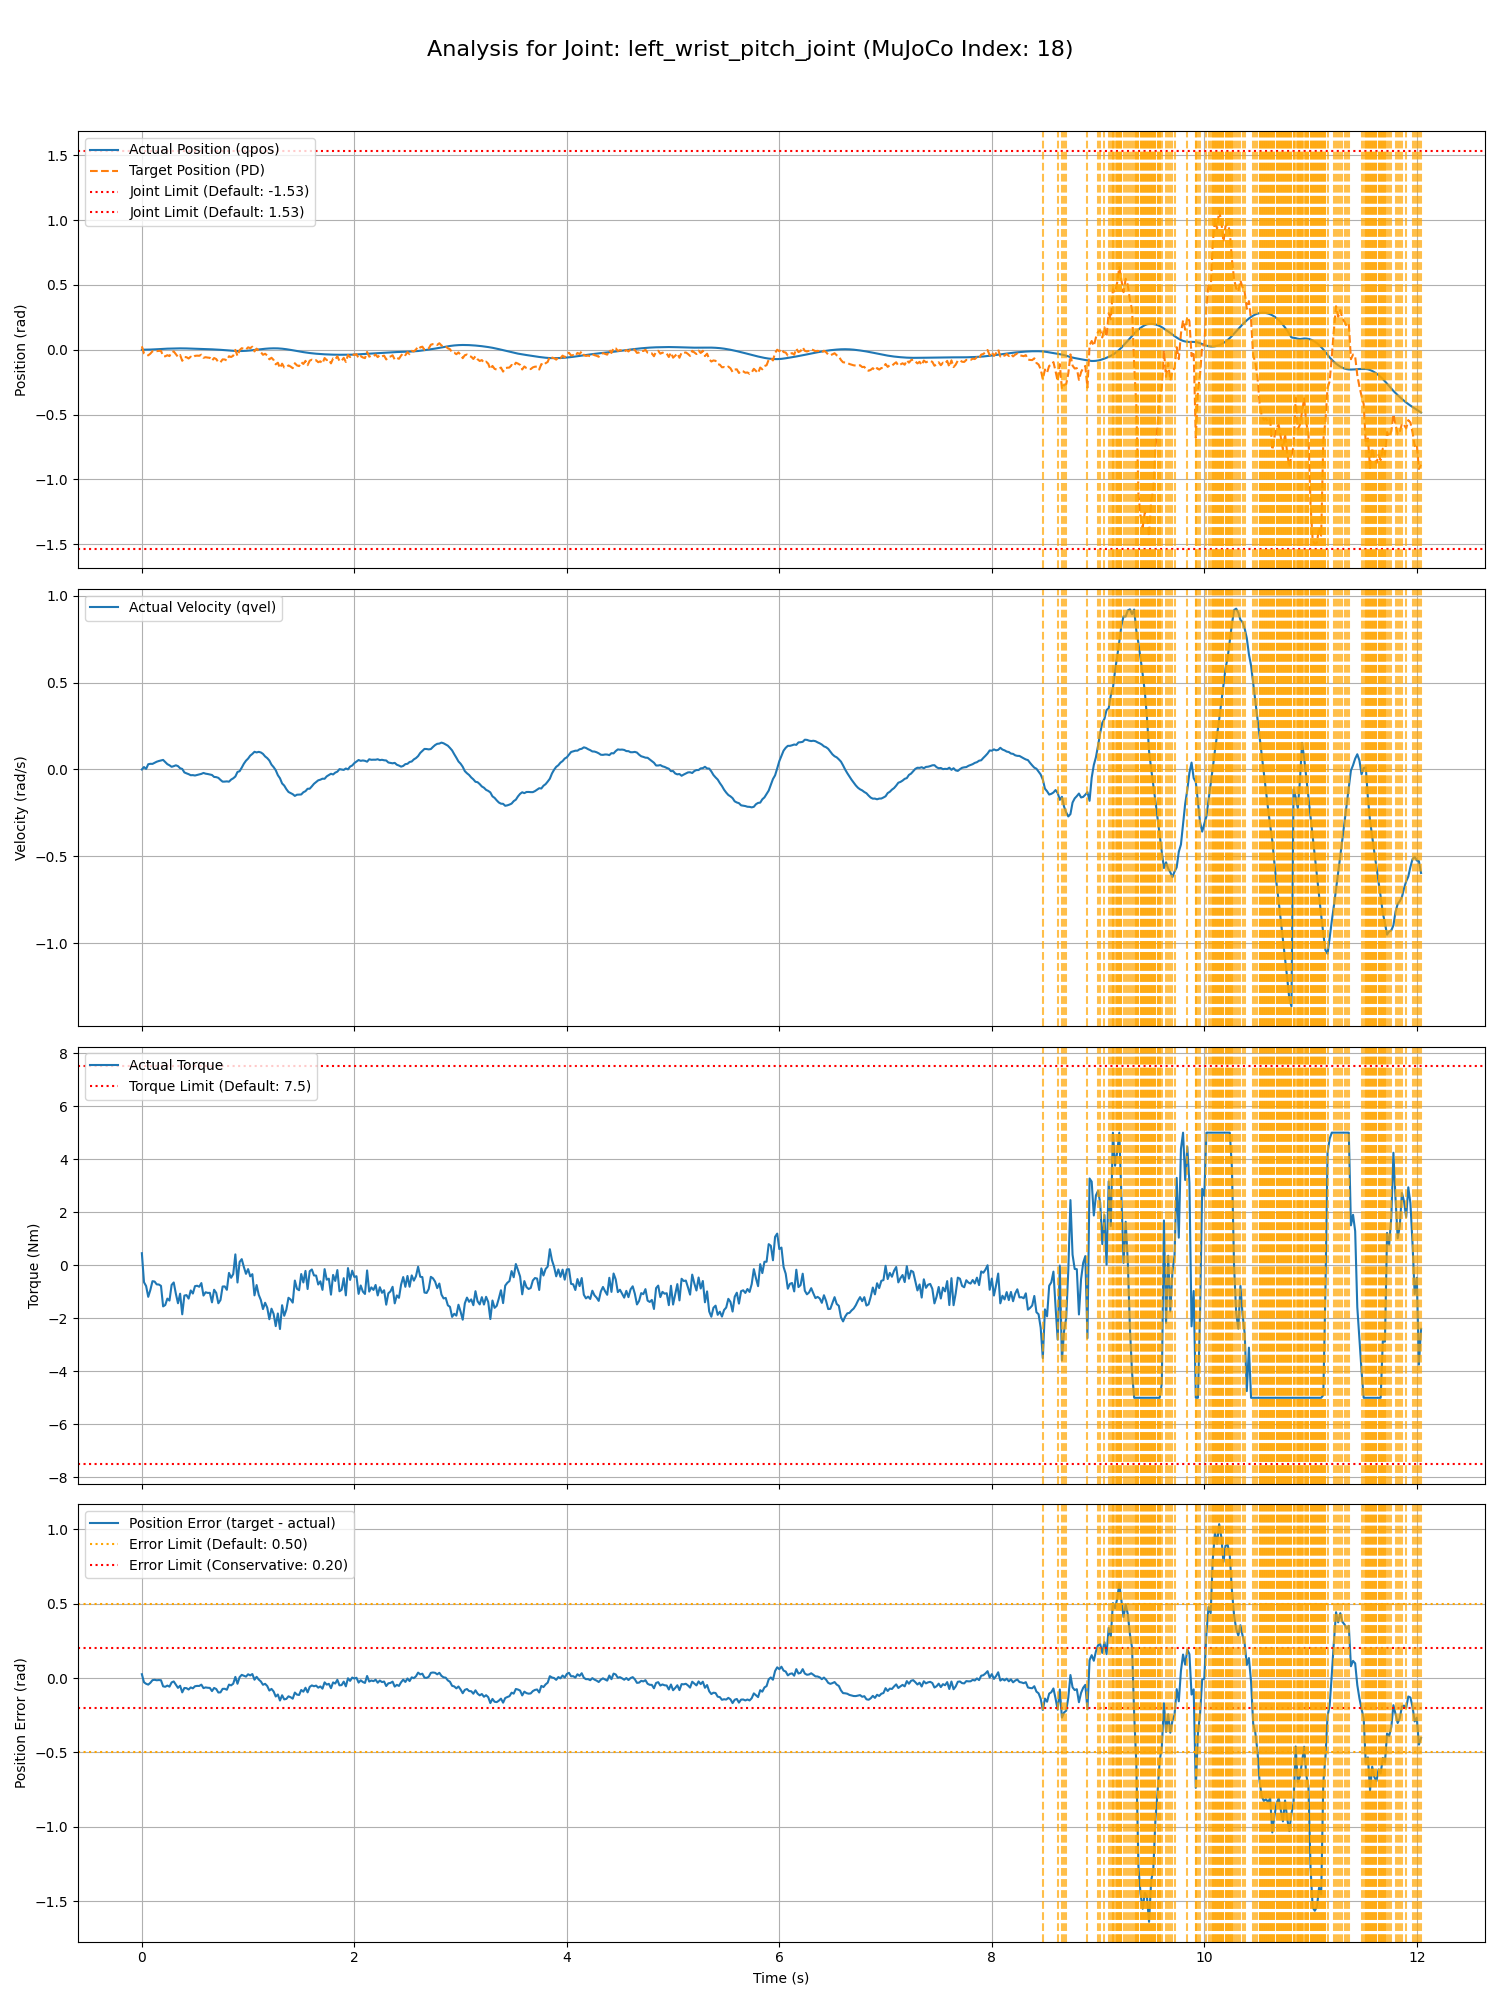 Analysis for Joint: left_wrist_pitch_joint (MuJoCo Index: 18)
Actual Position (qpos)
Target Position (PD)
Joint Limit (Default: -1.53)
Joint Limit (Default: 1.53)
Position (rad)
1.5
1.0
0.5
0.0
−0.5
−1.0
−1.5
Actual Velocity (qvel)
Velocity (rad/s)
1.0
0.5
0.0
−0.5
−1.0
Actual Torque
Torque Limit (Default: 7.5)
Torque (Nm)
8
6
4
2
0
−2
−4
−6
−8
Position Error (target - actual)
Error Limit (Default: 0.50)
Error Limit (Conservative: 0.20)
Position Error (rad)
1.0
0.5
0.0
−0.5
−1.0
−1.5
0 2 4 6 8 10 12
Time (s)